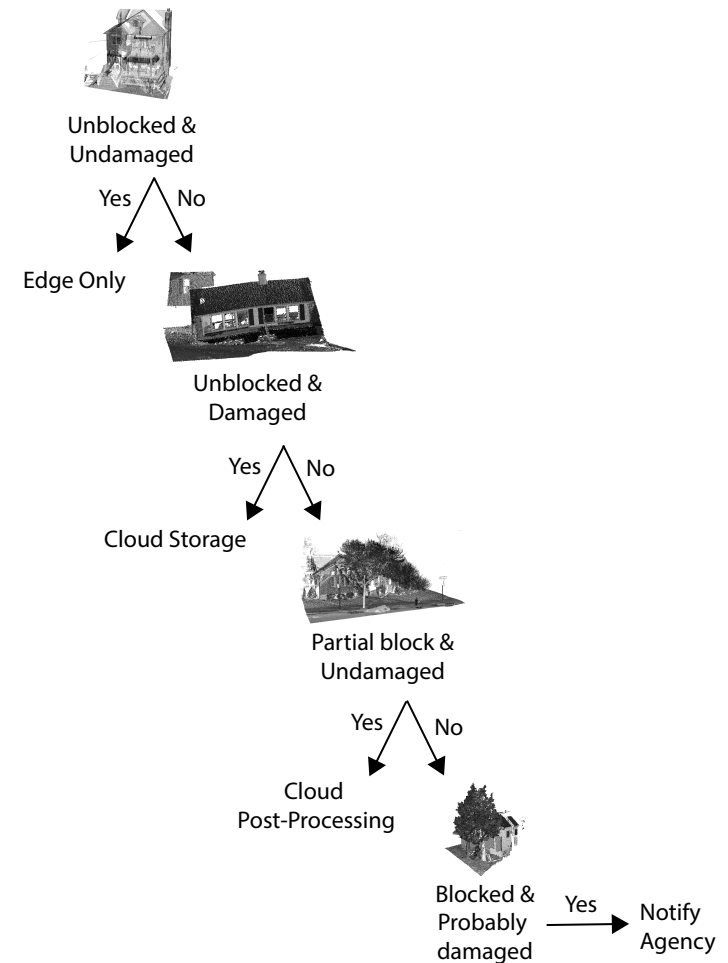 Unblocked &
Undamaged
Yes
No
Edge Only
Unblocked &
Damaged
Yes
No
Cloud Storage
Partial block &
Undamaged
Yes
No
Cloud
Post-Processing
Blocked &
Probably
damaged
Yes
Notify
Agency